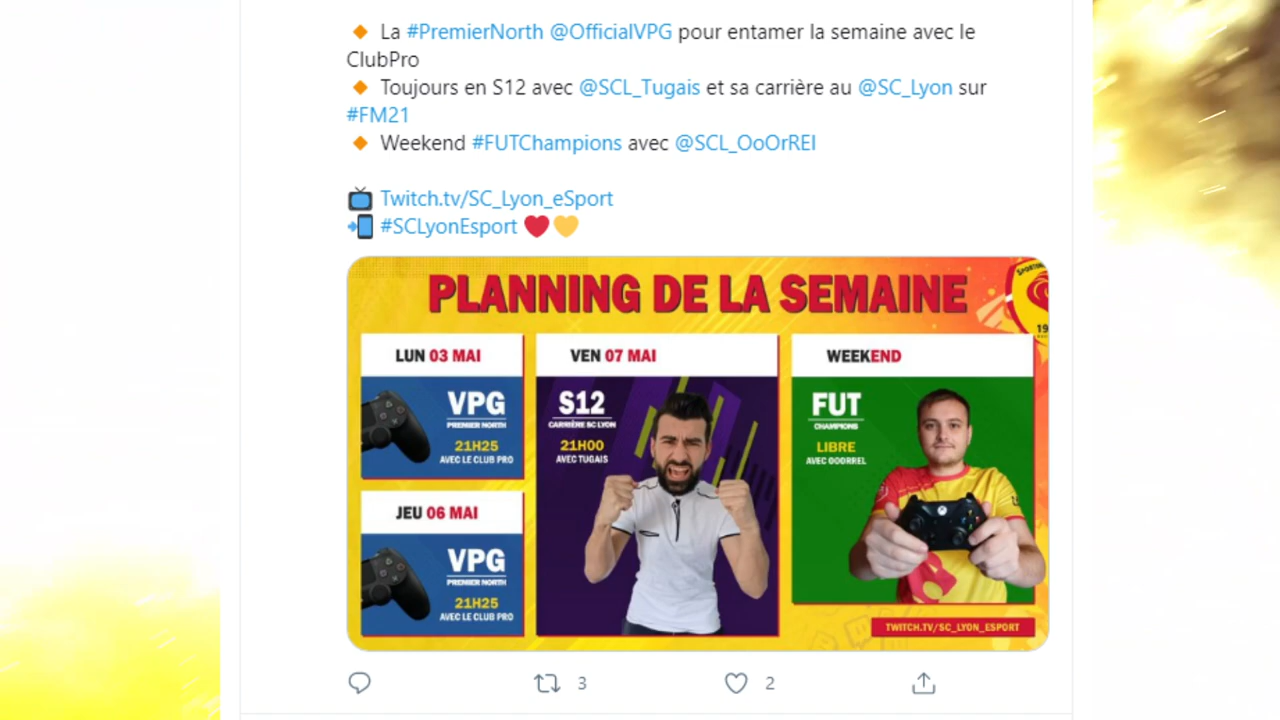 🔸 La #PremierNorth @OfficialVPG pour entamer la semaine avec le
ClubPro
🔸 Toujours en S12 avec @SCL_Tugais et sa carrière au @SC_Lyon sur
#FM21
🔸 Weekend #FUTChampions avec @SCL_OoOrREl
📺 Twitch.tv/SC_Lyon_eSport
📲 #SCLyonEsport ❤️💛
PLANNING DE LA SEMAINE
LUN 03 MAI
VPG
PREMIER NORTH
21H25
AVEC LE CLUB PRO
JEU 06 MAI
VPG
PREMIER NORTH
21H25
AVEC LE CLUB PRO
VEN 07 MAI
S12
CARRIÈRE SC LYON
21H00
AVEC TUGAIS
WEEKEND
FUT
CHAMPIONS
LIBRE
AVEC OOORREL
19
TWITCH.TV/SC_LYON_ESPORT
3
2